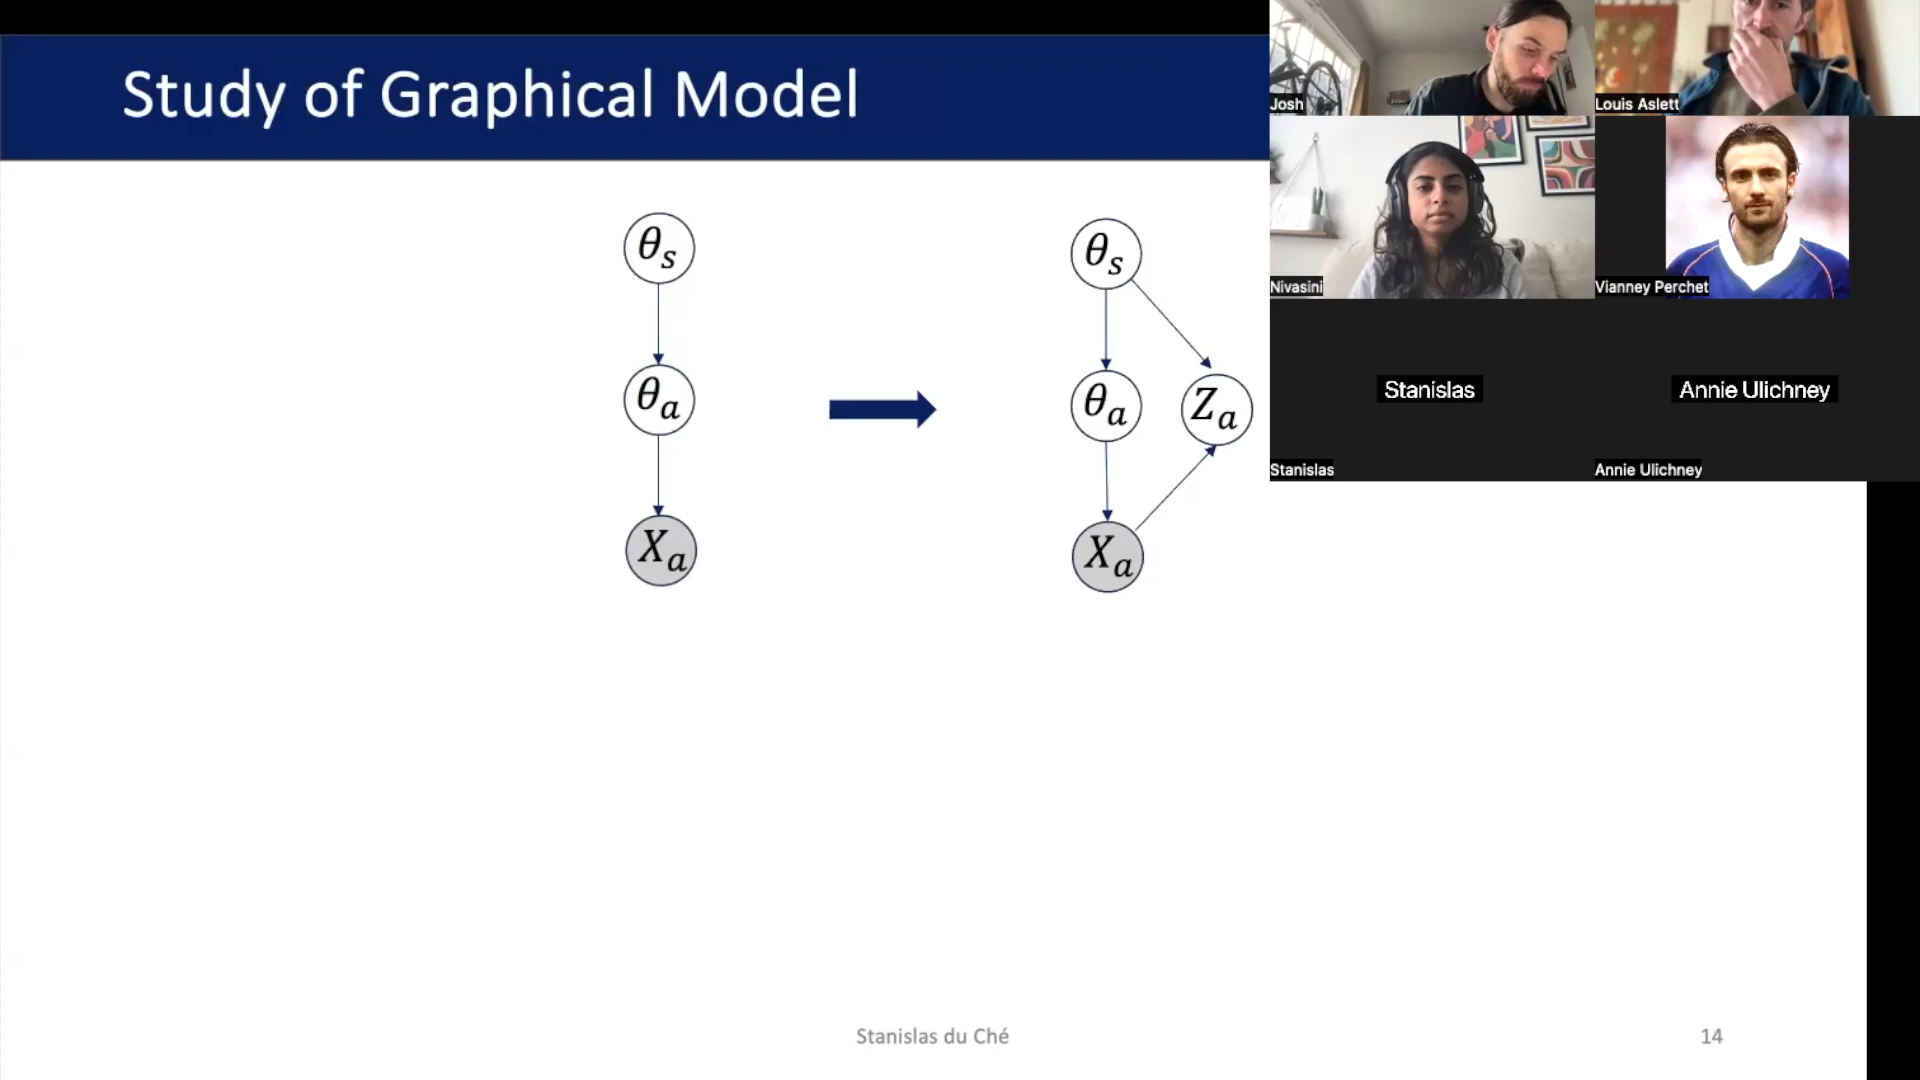 Study of Graphical Model
θs
θa
Xa
θs
θa
Za
Xa
Josh
Louis Aslett
Nivasini
Vianney Perchet
Stanislas
Annie Ulichney
Stanislas
Annie Ulichney
Stanislas du Ché
14